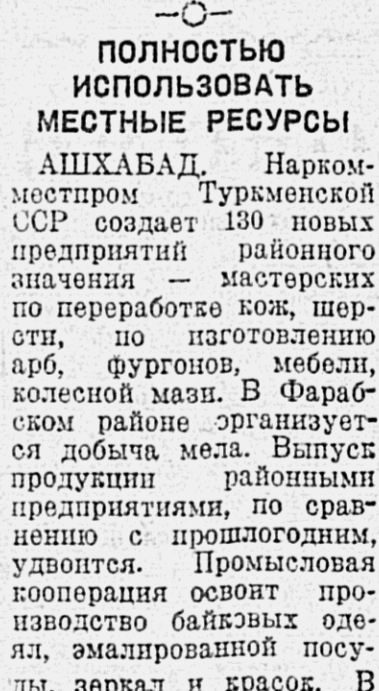 ПОЛНОСТЬЮ
ИСПОЛЬЗОВАТЬ
МЕСТНЫЕ РЕСУРСЫ
АШХАБАД. Нарком-
местпром Туркменской
ССР создает 130 новых
предприятий районного
значения — мастерских
по переработке кож, шер-
сти, по изготовлению
арб, фургонов, мебели,
колесной мази. В Фараб-
ском районе организует-
ся добыча мела. Выпуск
продукции районными
предприятиями, по срав-
нению с прошлогодним,
удвоится. Промысловая
кооперация освоит про-
изводство байковых оде-
ял, эмалированной посу-
ды, зеркал и красок. В